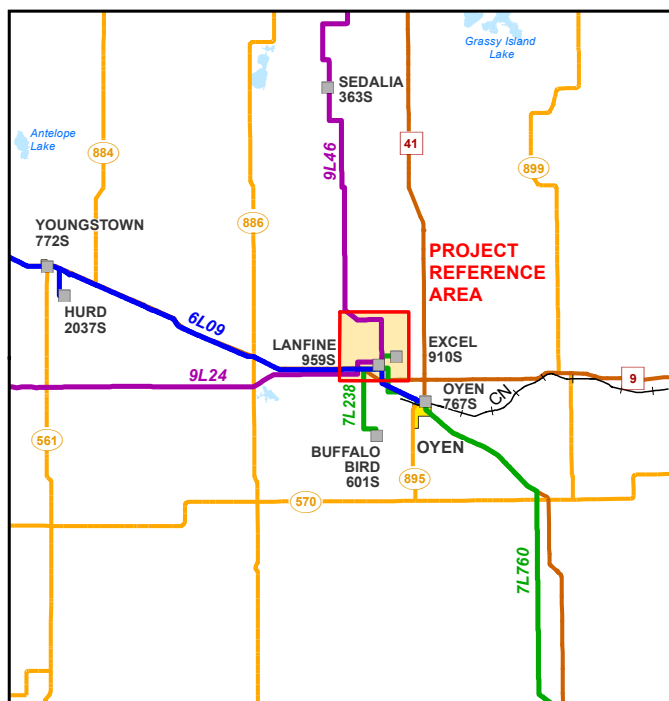 Grassy Island
Lake
SEDALIA
363S
Antelope
Lake
884
9L46
41
899
YOUNGSTOWN
772S
886
PROJECT
REFERENCE
AREA
HURD
2037S
6L09
LANFINE
959S
EXCEL
910S
9L24
7L238
OYEN
767S
CN
9
561
BUFFALO
BIRD
601S
OYEN
895
570
7L760